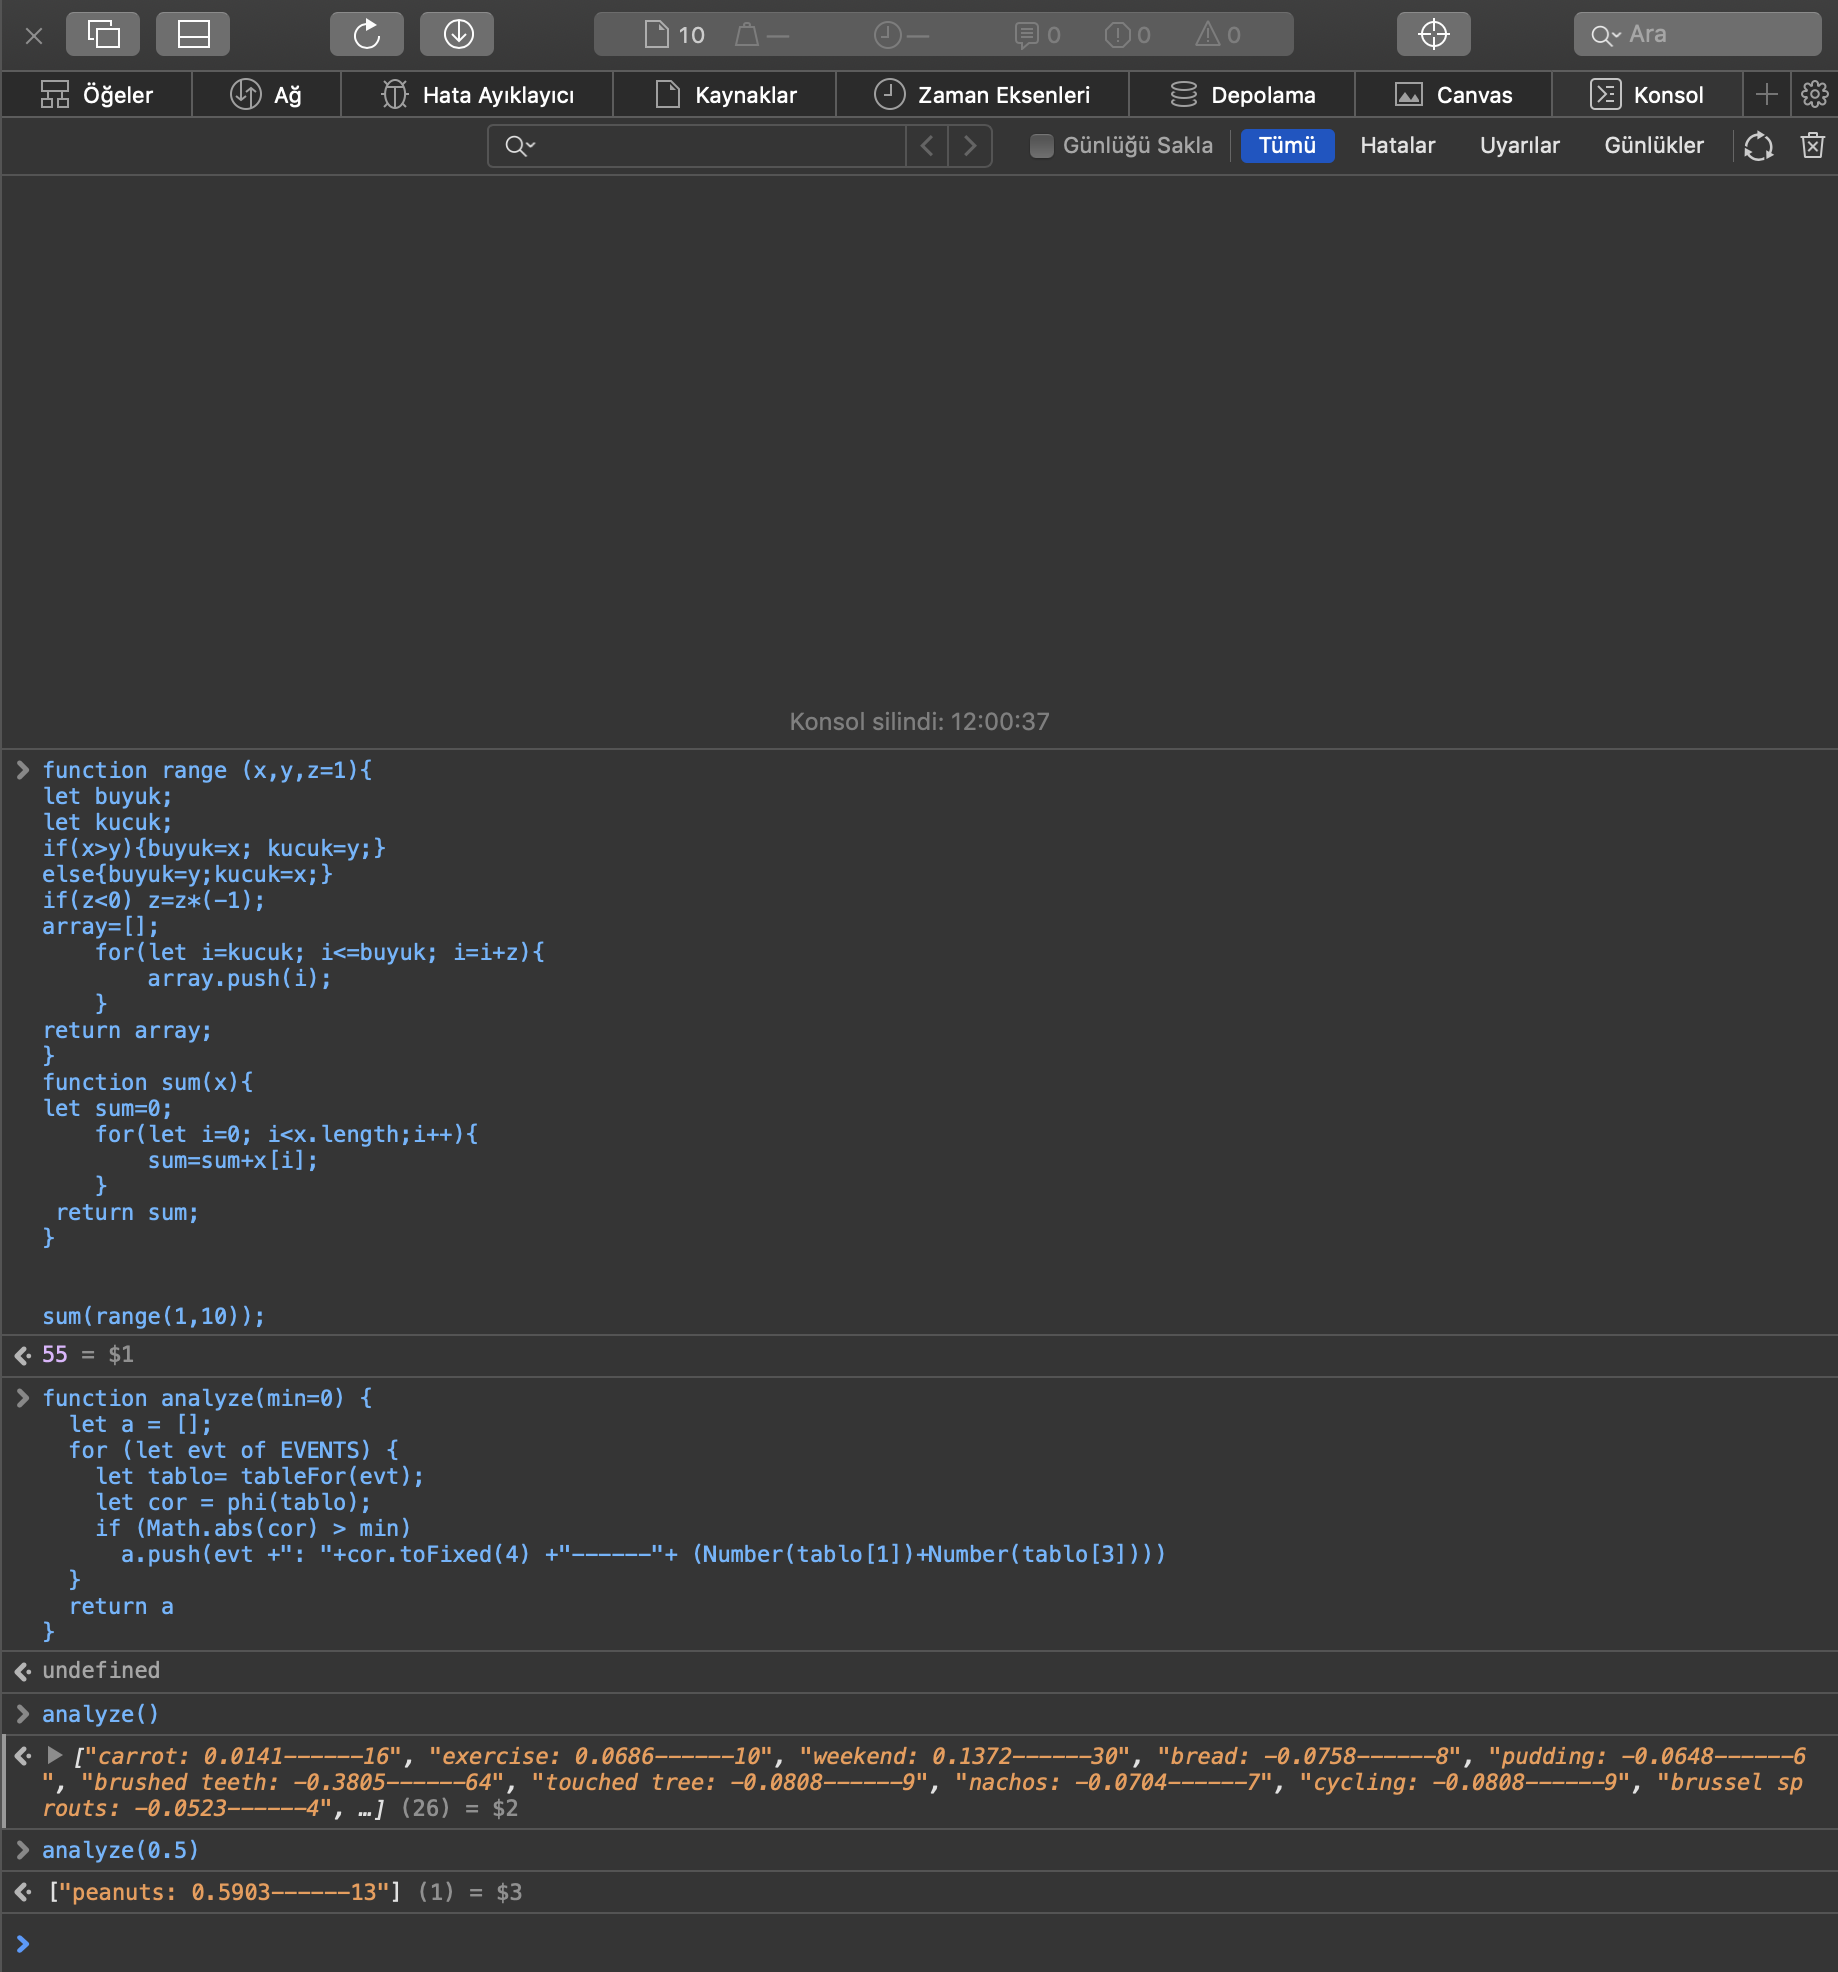 10 — — 0 0 0 Ara
Öğeler Ağ Hata Ayıklayıcı Kaynaklar Zaman Eksenleri Depolama Canvas Konsol
Günlüğü Sakla Tümü Hatalar Uyarılar Günlükler
Konsol silindi: 12:00:37
function range (x,y,z=1){
let buyuk;
let kucuk;
if(x>y){buyuk=x; kucuk=y;}
else{buyuk=y;kucuk=x;}
if(z<0) z=z*(-1);
array=[];
    for(let i=kucuk; i<=buyuk; i=i+z){
        array.push(i);
    }
return array;
}
function sum(x){
let sum=0;
    for(let i=0; i<x.length;i++){
        sum=sum+x[i];
    }
 return sum;
}
sum(range(1,10));
55 = $1
function analyze(min=0) {
  let a = [];
  for (let evt of EVENTS) {
    let tablo= tableFor(evt);
    let cor = phi(tablo);
    if (Math.abs(cor) > min)
      a.push(evt +": "+cor.toFixed(4) +"------"+ (Number(tablo[1])+Number(tablo[3])))
  }
  return a
}
undefined
analyze()
["carrot: 0.0141------16", "exercise: 0.0686------10", "weekend: 0.1372------30", "bread: -0.0758------8", "pudding: -0.0648------6
", "brushed teeth: -0.3805------64", "touched tree: -0.0808------9", "nachos: -0.0704------7", "cycling: -0.0808------9", "brussel sp
routs: -0.0523------4", …] (26) = $2
analyze(0.5)
["peanuts: 0.5903------13"] (1) = $3